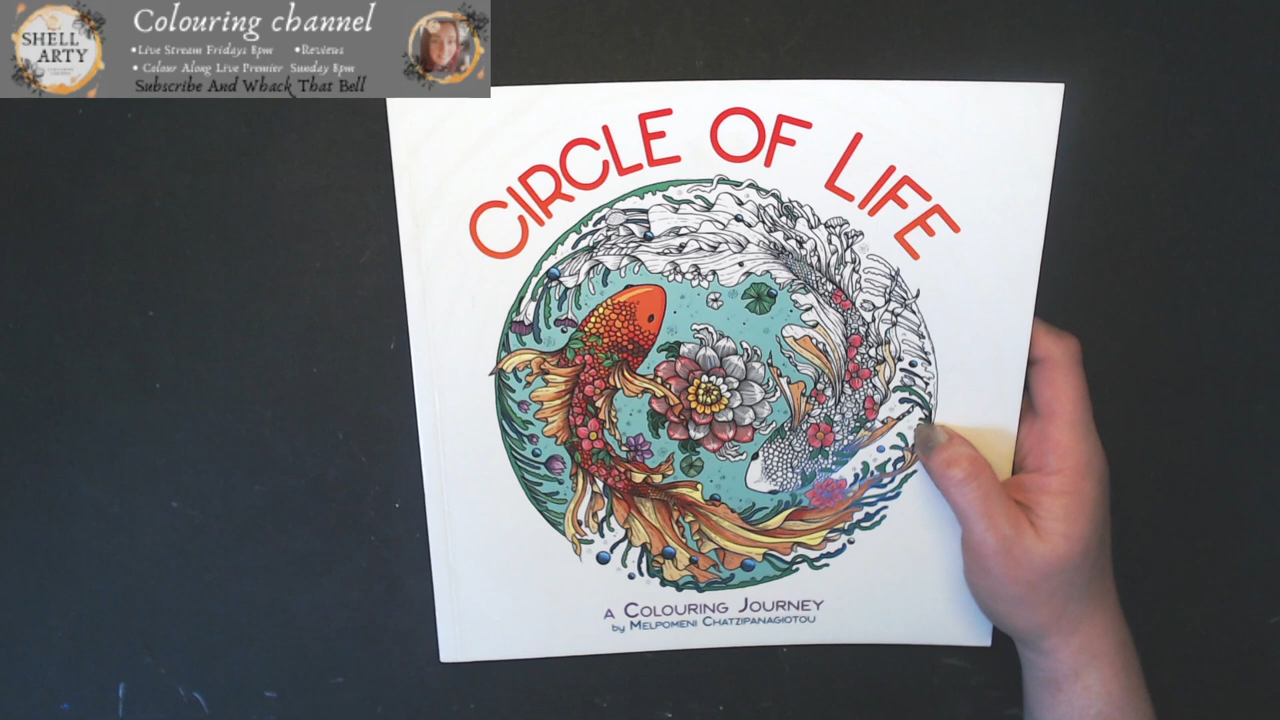 SHELL
ARTY
Colouring channel
•Live Stream Fridays 8pm •Reviews
• Colour Along Live Premier Sunday 8pm
Subscribe And Whack That Bell
CIRCLE OF LIFE
A COLOURING JOURNEY
by MELPOMENI CHATZIPANAGIOTOU